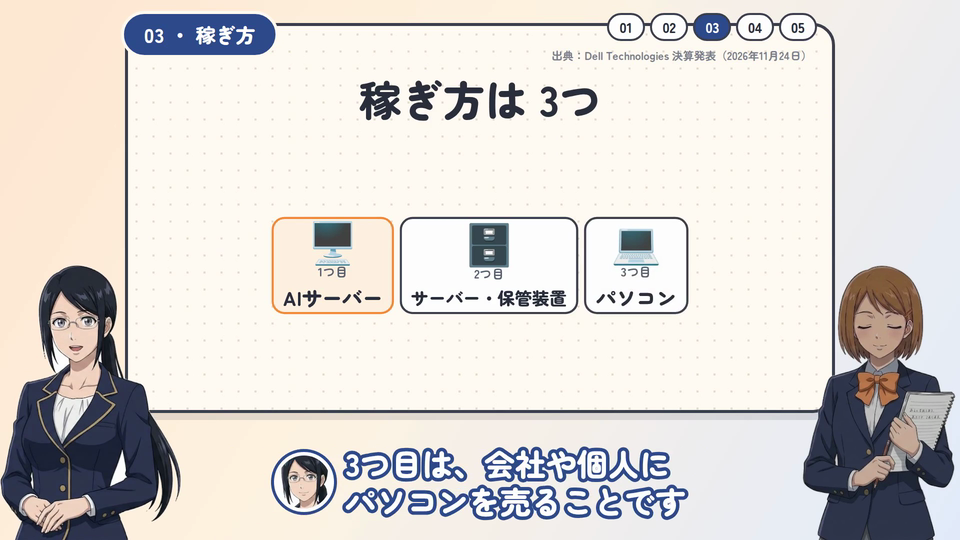 03 ・ 稼ぎ方
01 02 03 04 05
出典：Dell Technologies 決算発表（2026年11月24日）
稼ぎ方は 3つ
1つ目
AIサーバー
2つ目
サーバー・保管装置
3つ目
パソコン
3つ目は、会社や個人に
パソコンを売ることです